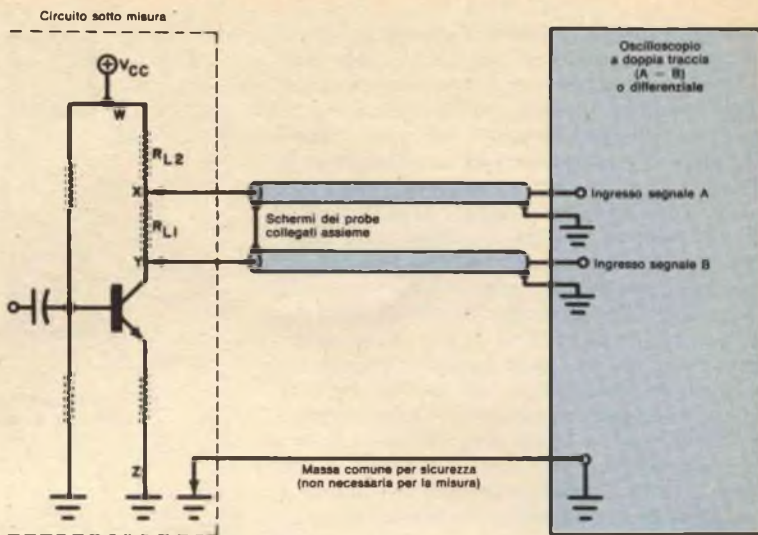 Circuito sotto misura
VCC
W
RL2
X
RL1
Y
Z
Schermi dei probe
collegati assieme
Massa comune per sicurezza
(non necessaria per la misura)
Oscilloscopio
a doppia traccia
(A – B)
o differenziale
Ingresso segnale A
Ingresso segnale B